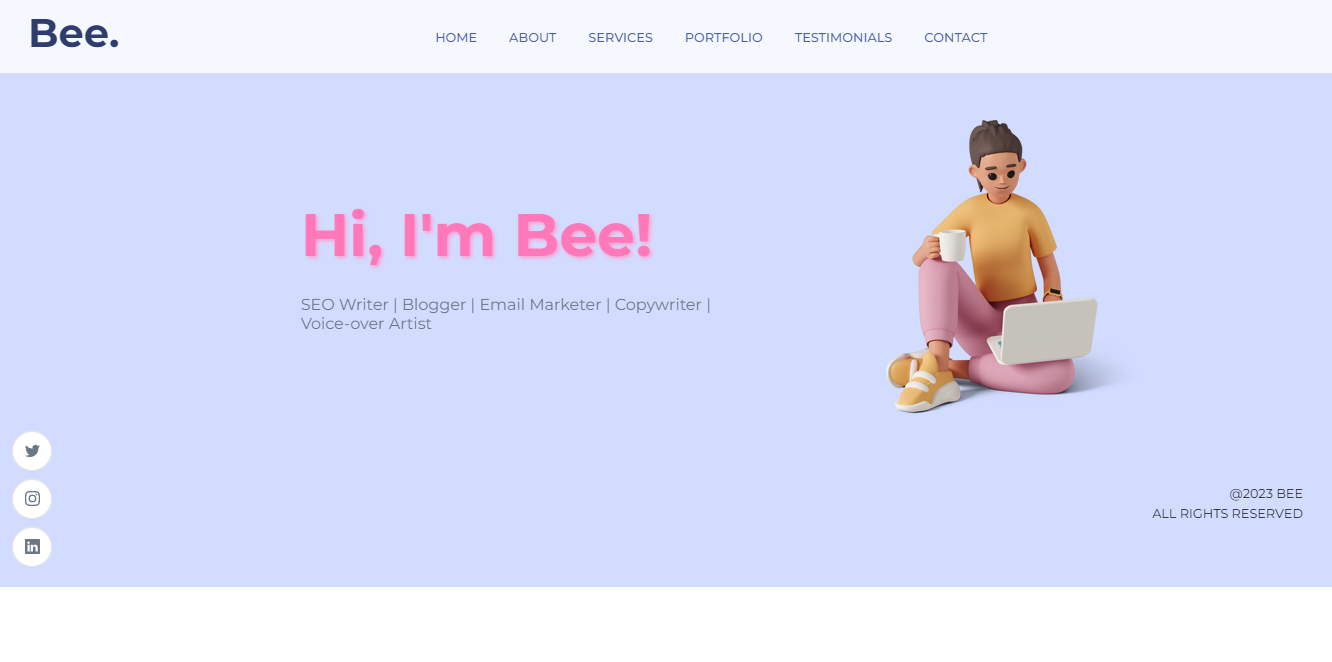 Bee.
HOME ABOUT SERVICES PORTFOLIO TESTIMONIALS CONTACT
Hi, I'm Bee!
SEO Writer | Blogger | Email Marketer | Copywriter |
Voice-over Artist
@2023 BEE
ALL RIGHTS RESERVED